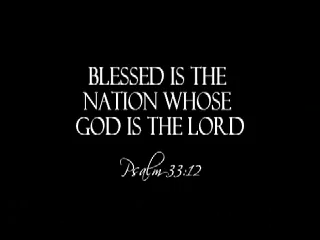 BLESSED IS THE
NATION WHOSE
GOD IS THE LORD
Psalm 33:12